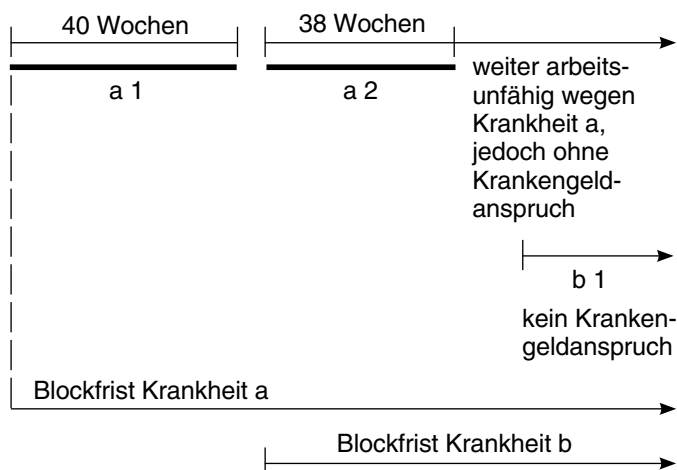 40 Wochen
38 Wochen
a 1
a 2
weiter arbeits-
unfähig wegen
Krankheit a,
jedoch ohne
Krankengeld-
anspruch
b 1
kein Kranken-
geldanspruch
Blockfrist Krankheit a
Blockfrist Krankheit b